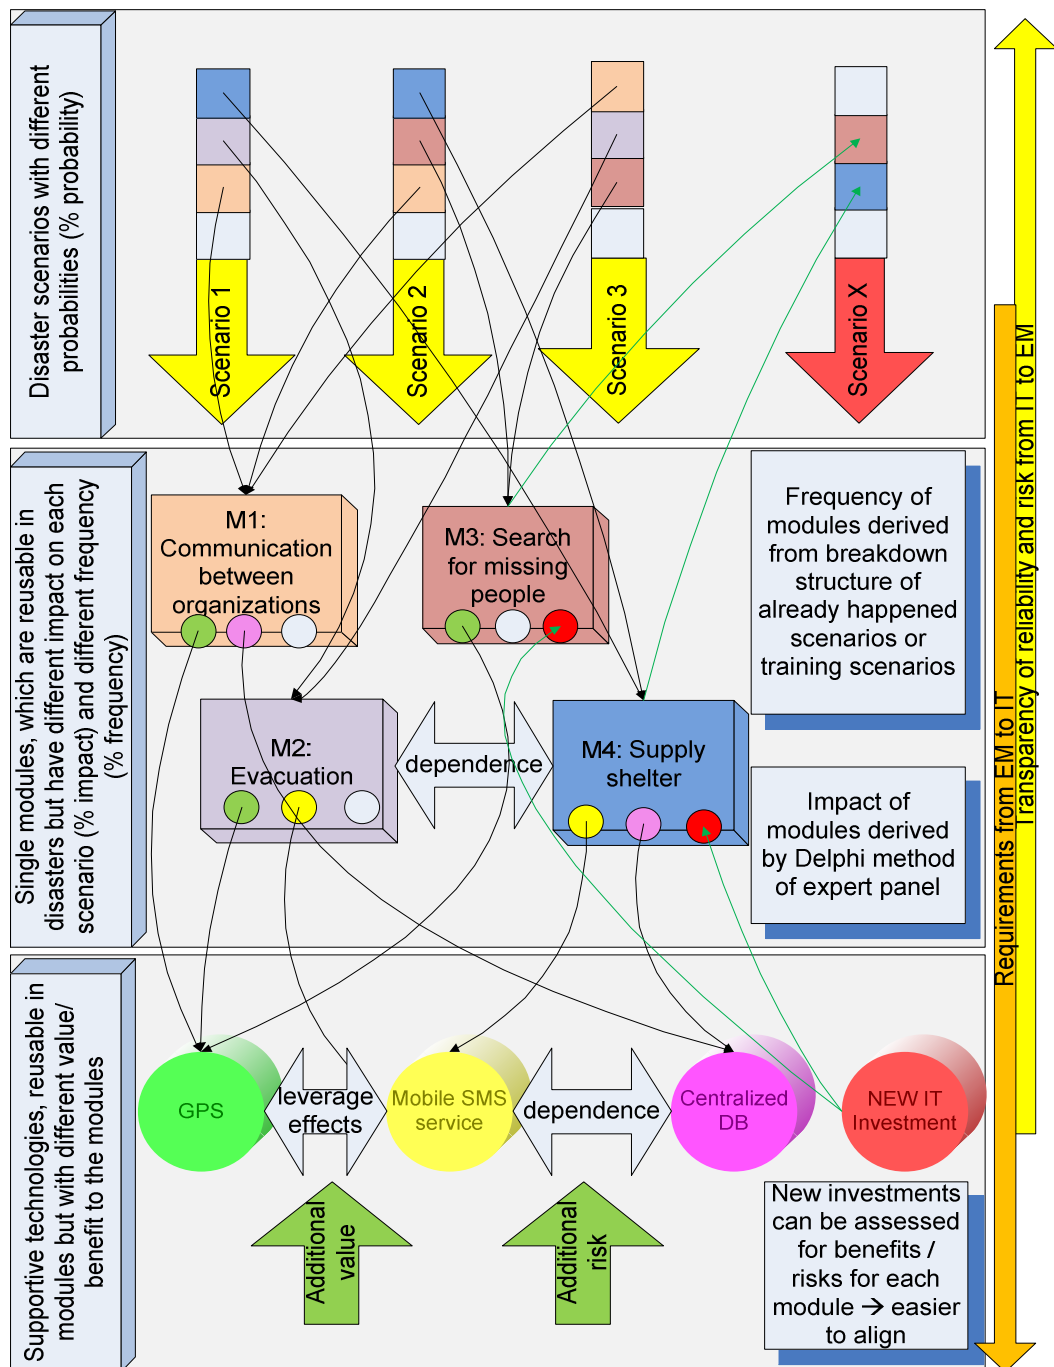 Disaster scenarios with different
probabilities (% probability)
Scenario 1
Scenario 2
Scenario 3
Scenario X
Single modules, which are reusable in
disasters but have different impact on each
scenario (% impact) and different frequency
(% frequency)
M1:
Communication
between
organizations
M3: Search
for missing
people
M2:
Evacuation
dependence
M4: Supply
shelter
Frequency of
modules derived
from breakdown
structure of
already happened
scenarios or
training scenarios
Impact of
modules derived
by Delphi method
of expert panel
Supportive technologies, reusable in
modules but with different value/
benefit to the modules
GPS
leverage
effects
Mobile SMS
service
dependence
Centralized
DB
NEW IT
Investment
Additional
value
Additional
risk
New investments
can be assessed
for benefits /
risks for each
module → easier
to align
Requirements from EM to IT
Transparency of reliability and risk from IT to EM